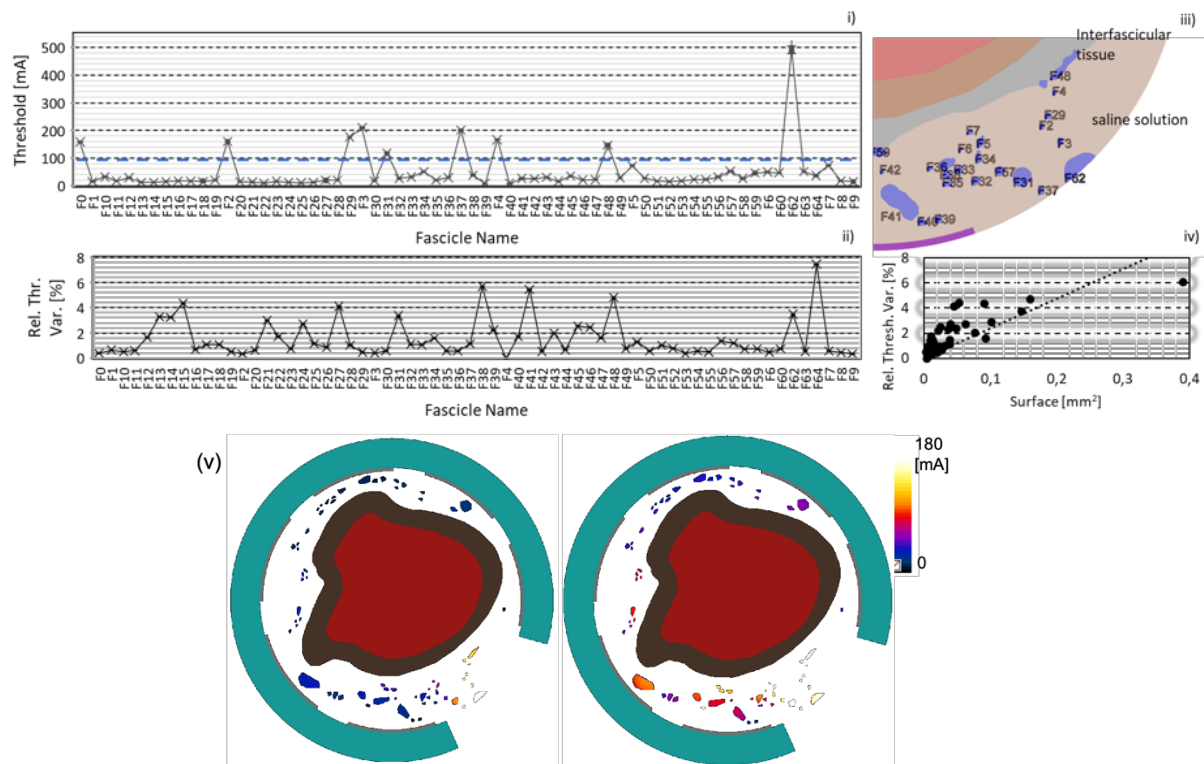 i)
Threshold [mA]
500
400
300
200
100
0
F0 F1 F10 F11 F12 F13 F14 F15 F16 F17 F18 F19 F2 F20 F21 F22 F23 F24 F25 F26 F27 F28 F29 F3 F30 F31 F32 F33 F34 F35 F36 F37 F38 F39 F4 F40 F41 F42 F43 F44 F45 F46 F47 F48 F49 F5 F50 F51 F52 F53 F54 F55 F56 F57 F58 F59 F6 F60 F62 F63 F64 F7 F8 F9
Fascicle Name
iii)
Interfascicular
tissue
F48
F4
saline solution
F29
F2
F7
F5
F3
F6
F34
F59
F42
F36
F33
F57
F62
F35
F32
F31
F37
F41
F40
F39
ii)
Rel. Thr.
Var. [%]
8
6
4
2
0
F0 F1 F10 F11 F12 F13 F14 F15 F16 F17 F18 F19 F2 F20 F21 F22 F23 F24 F25 F26 F27 F28 F29 F3 F30 F31 F32 F33 F34 F35 F36 F37 F38 F39 F4 F40 F41 F42 F43 F44 F45 F46 F47 F48 F49 F5 F50 F51 F52 F53 F54 F55 F56 F57 F58 F59 F6 F60 F62 F63 F64 F7 F8 F9
Fascicle Name
iv)
Rel. Thresh. Var. [%]
8
6
4
2
0
0 0,1 0,2 0,3 0,4
Surface [mm²]
(v)
180
[mA]
0